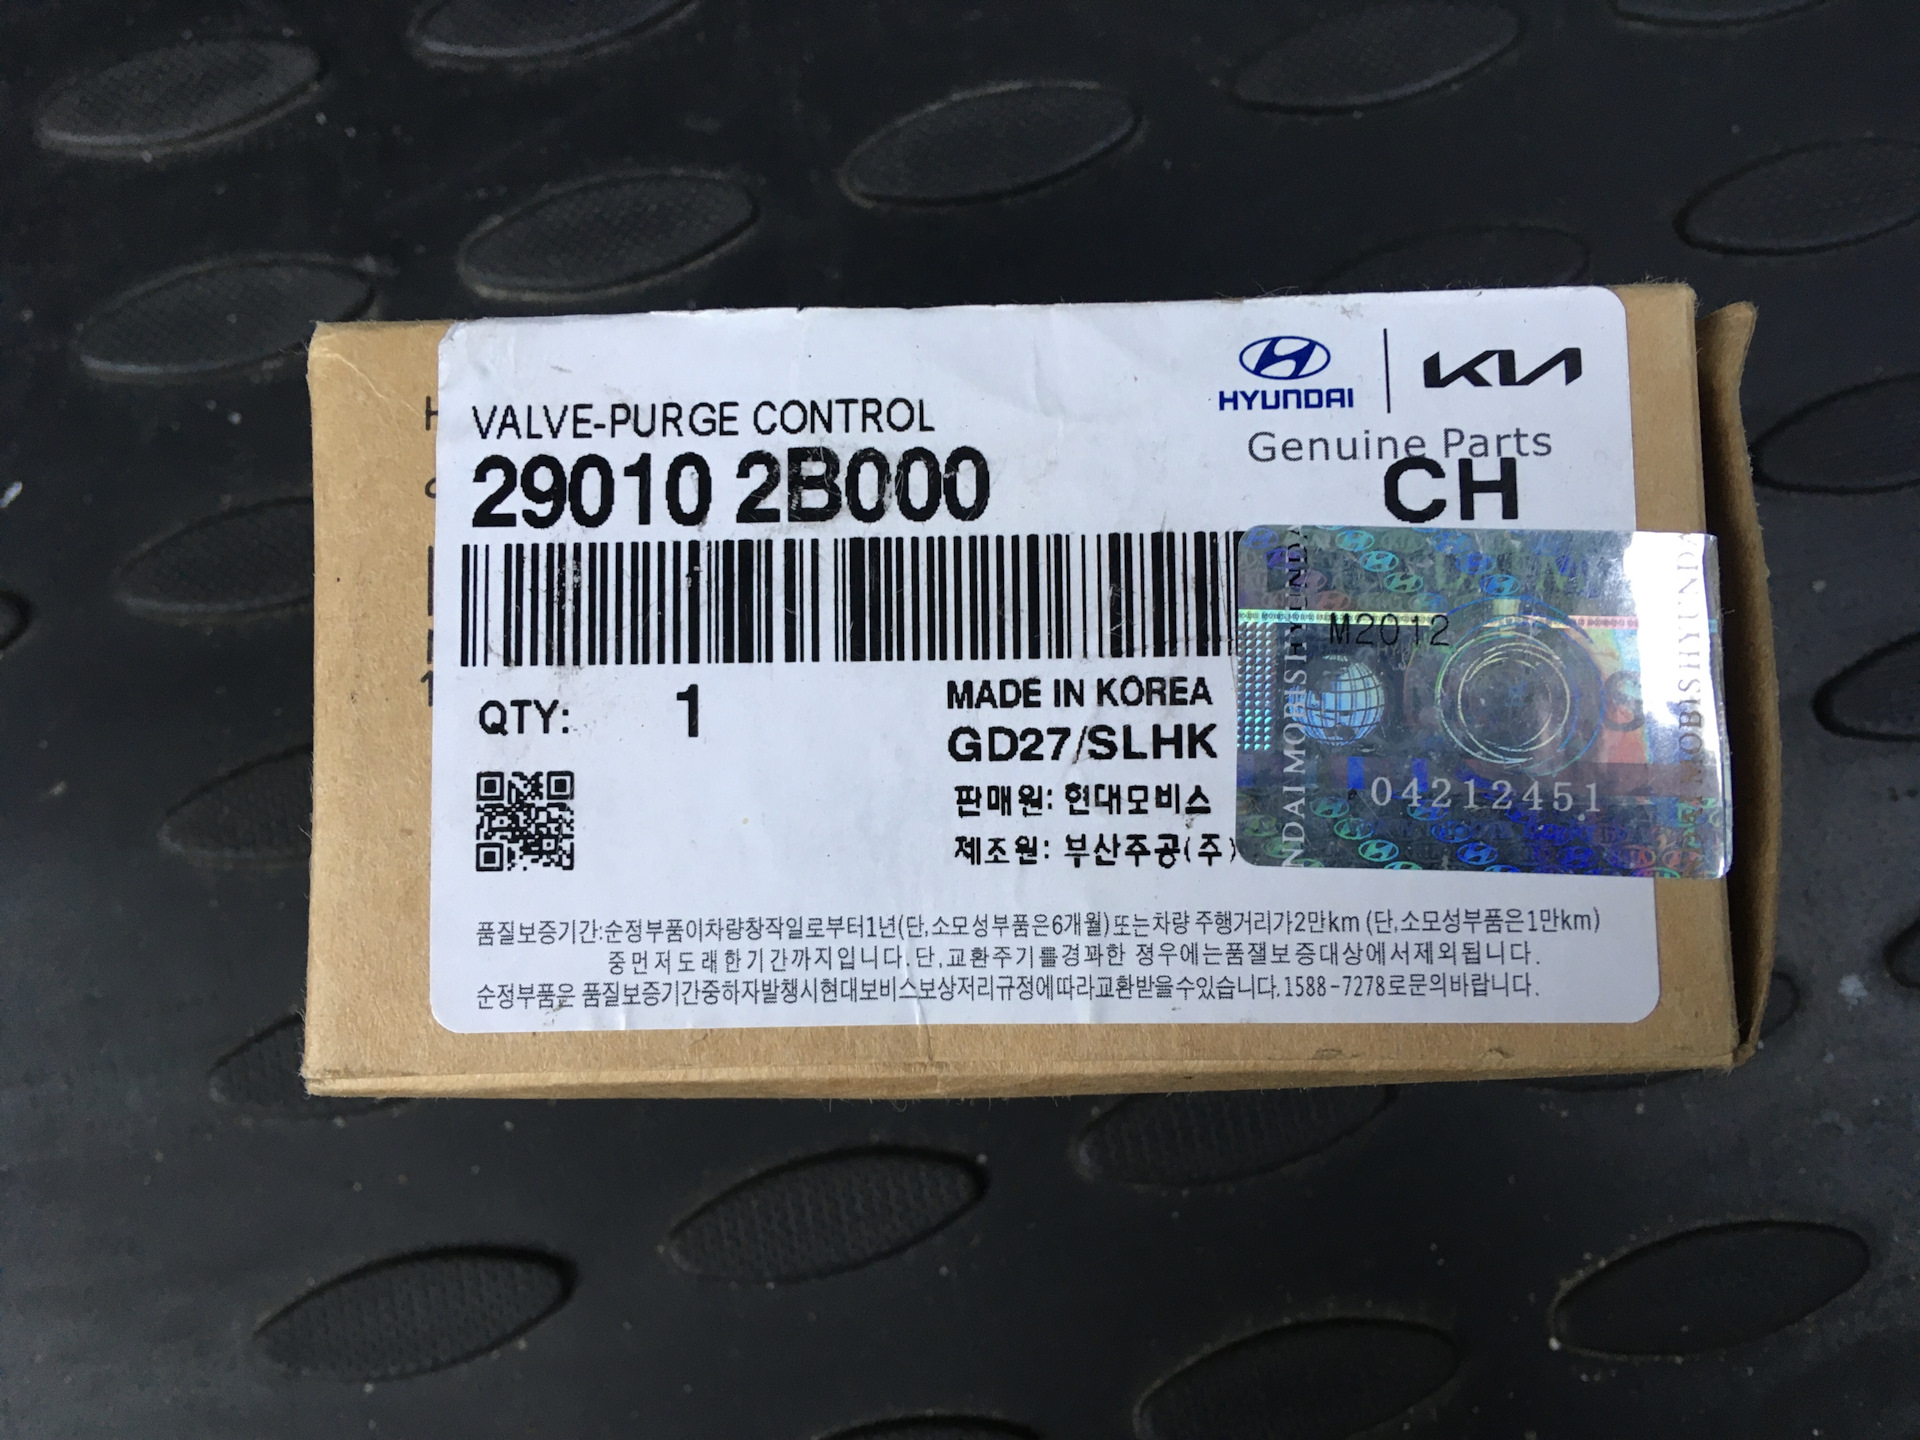 HYUNDAI
KIA
Genuine Parts
VALVE-PURGE CONTROL
29010 2B000
CH
M2012
QTY: 1
MADE IN KOREA
GD27/SLHK
판매원: 현대모비스
제조원: 부산주공(주)
04212451
품질보증기간:순정부품이차량장착일로부터1년(단,소모성부품은6개월)또는차량 주행거리가2만km (단,소모성부품은1만km)
중먼저도래한기간까지입니다.단,교환주기를경과한 경우에는품질보증대상에서제외됩니다.
순정부품은 품질보증기간중하자발생시현대모비스보상처리규정에따라교환받을수있습니다.1588-7278로문의바랍니다.